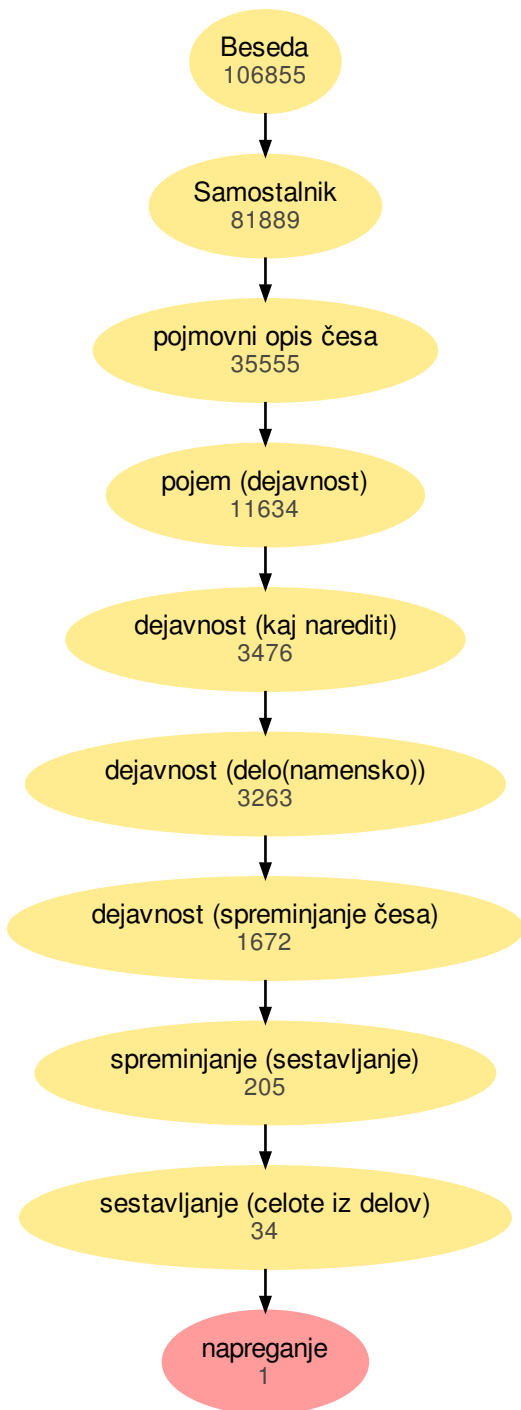 Beseda
106855
Samostalnik
81889
pojmovni opis česa
35555
pojem (dejavnost)
11634
dejavnost (kaj narediti)
3476
dejavnost (delo(namensko))
3263
dejavnost (spreminjanje česa)
1672
spreminjanje (sestavljanje)
205
sestavljanje (celote iz delov)
34
napreganje
1